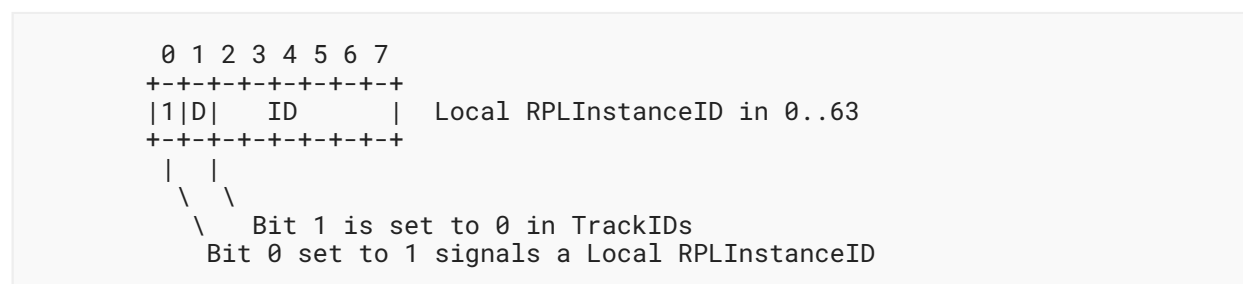 0 1 2 3 4 5 6 7
+-+-+-+-+-+-+-+-+
|1|D|   ID      |  Local RPLInstanceID in 0..63
+-+-+-+-+-+-+-+-+
 |  |
  \  \
   \   Bit 1 is set to 0 in TrackIDs
    Bit 0 set to 1 signals a Local RPLInstanceID